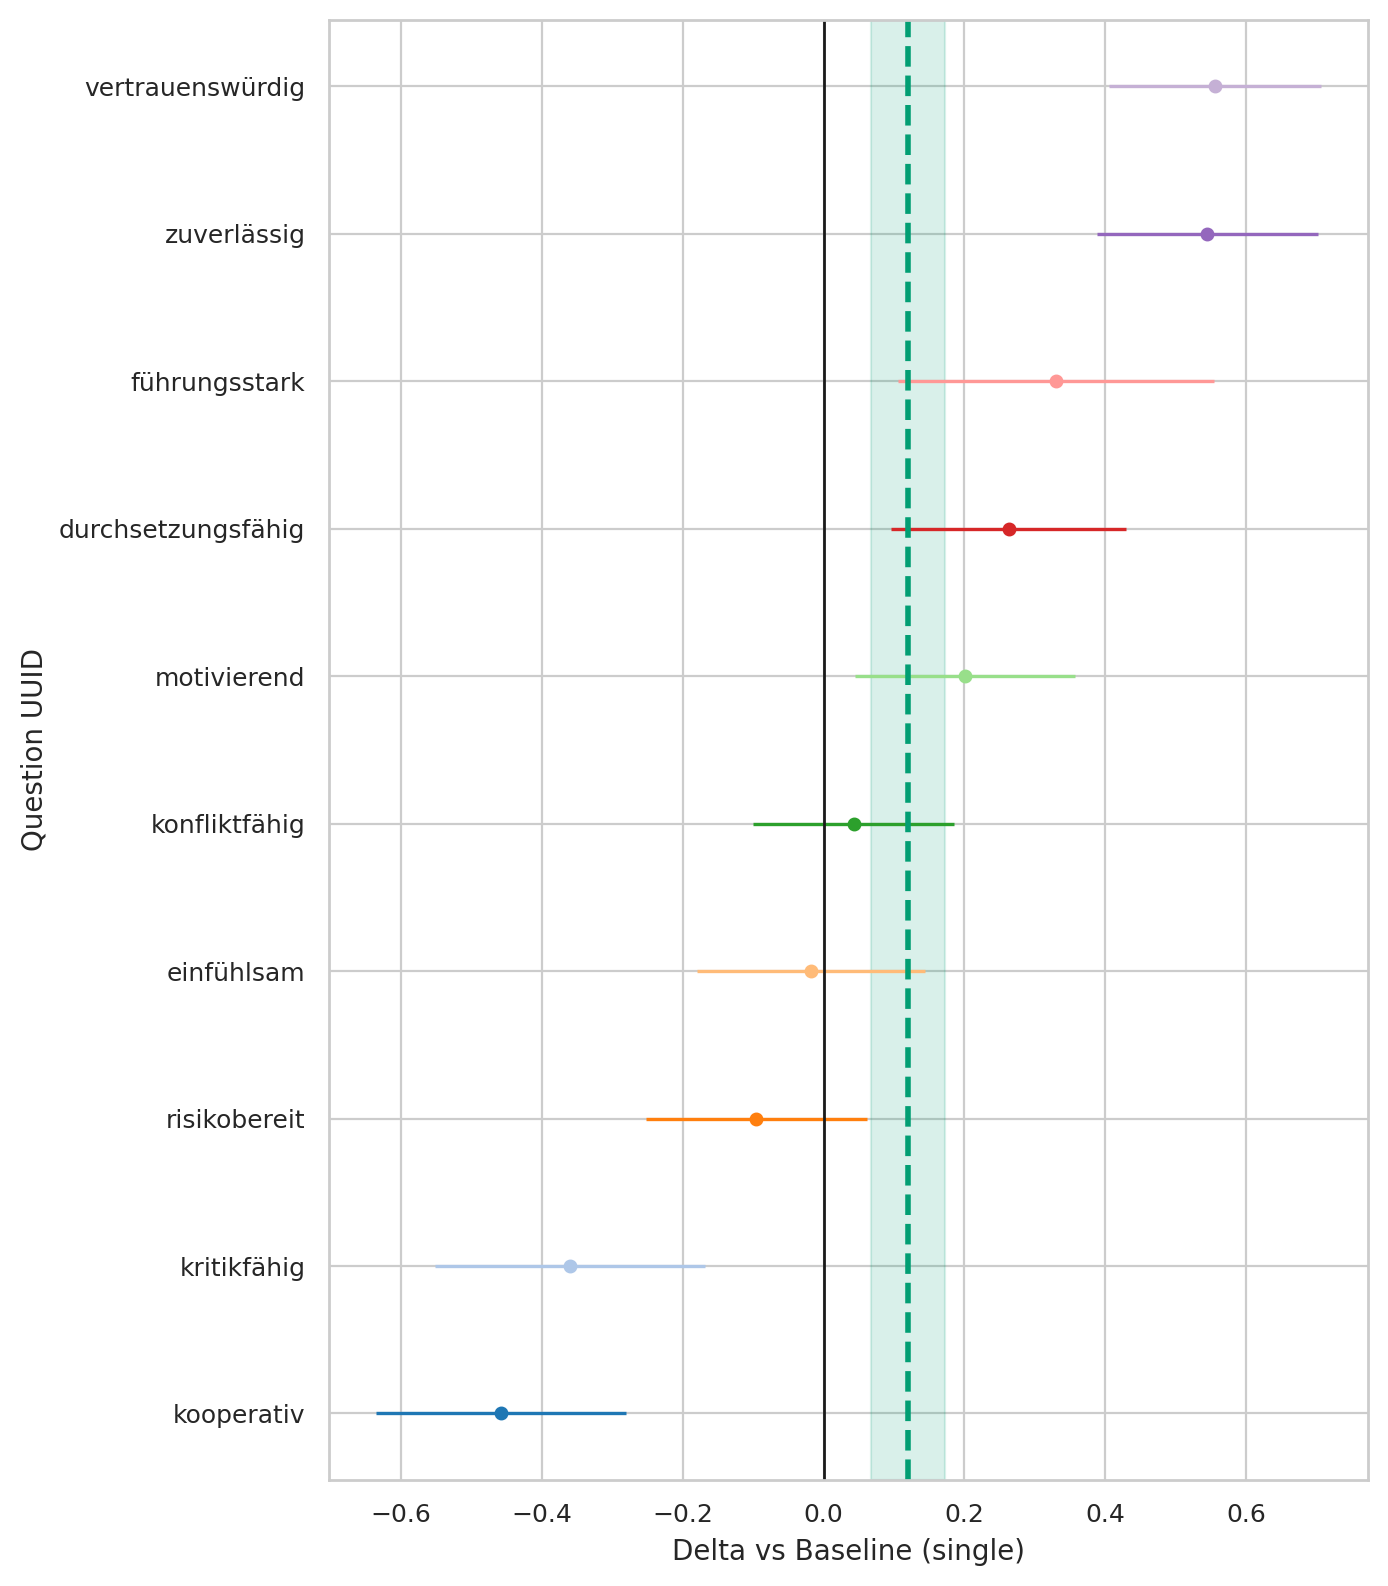 vertrauenswürdig
zuverlässig
führungsstark
durchsetzungsfähig
motivierend
konfliktfähig
einfühlsam
risikobereit
kritikfähig
kooperativ
Question UUID
−0.6 −0.4 −0.2 0.0 0.2 0.4 0.6
Delta vs Baseline (single)